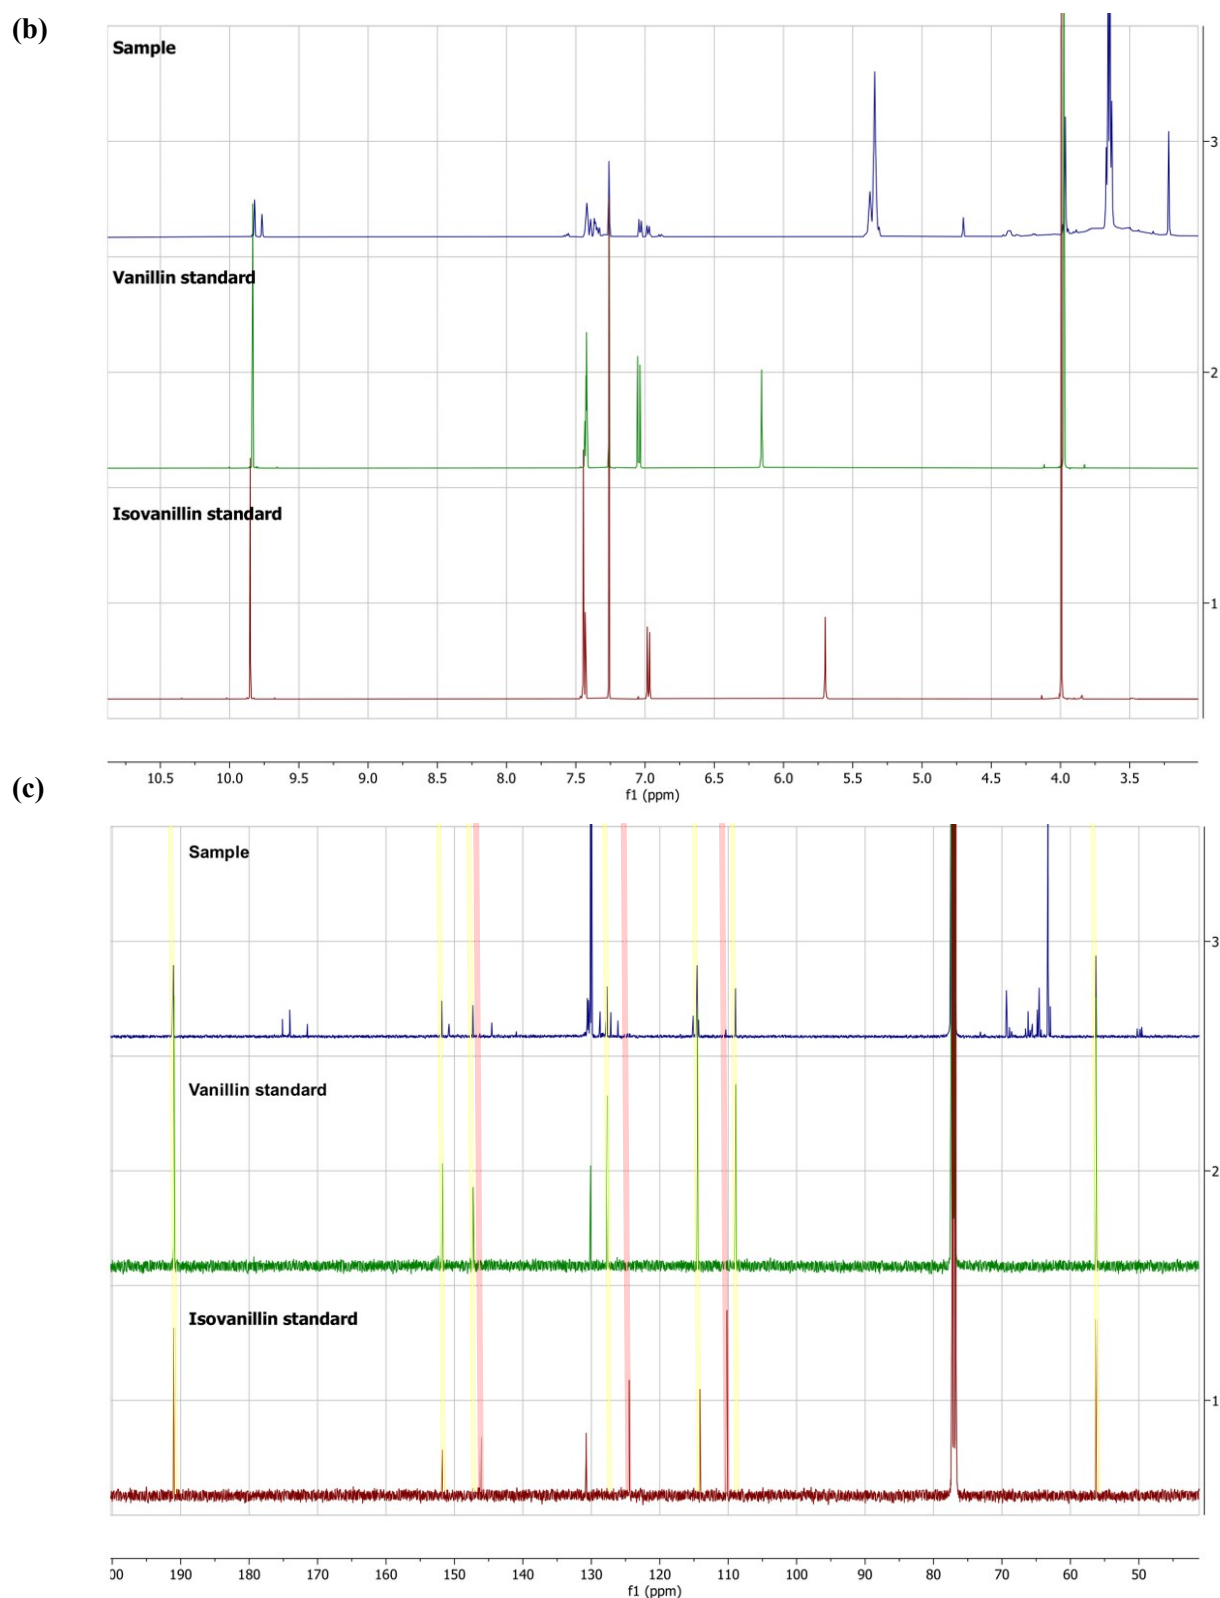 (b)
Sample
3
Vanillin standard
2
Isovanillin standard
1
10.5 10.0 9.5 9.0 8.5 8.0 7.5 7.0 6.5 6.0 5.5 5.0 4.5 4.0 3.5
f1 (ppm)
(c)
Sample
3
Vanillin standard
2
Isovanillin standard
1
00 190 180 170 160 150 140 130 120 110 100 90 80 70 60 50
f1 (ppm)